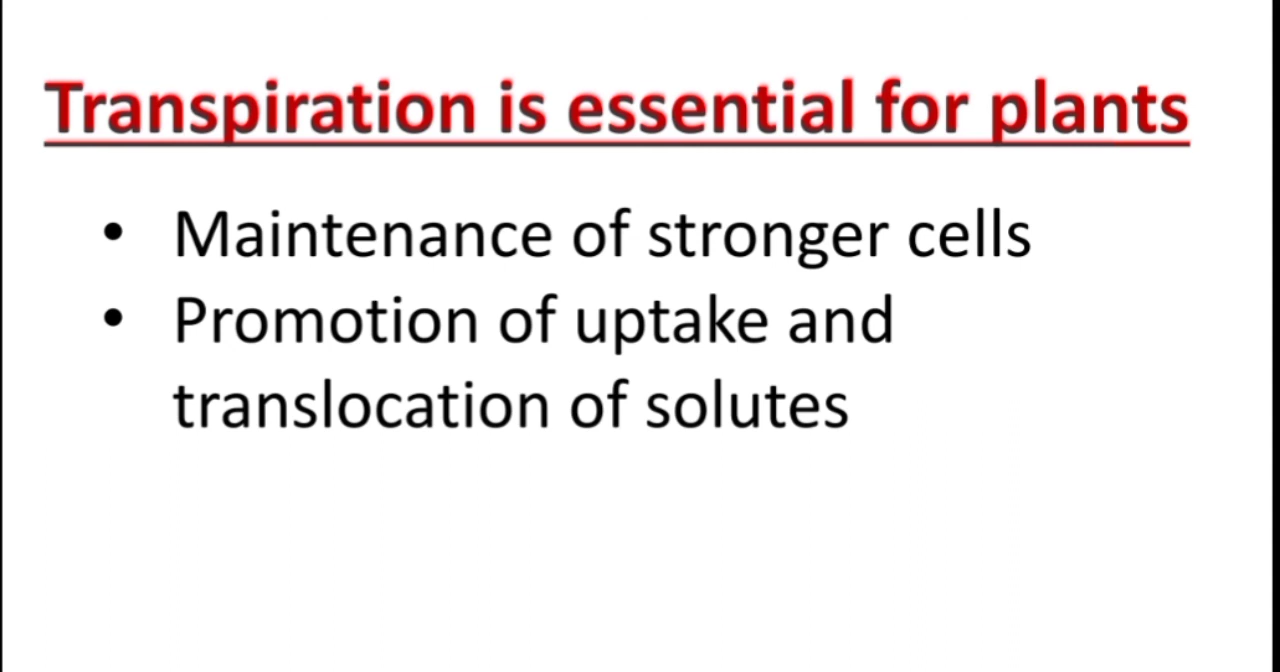 Transpiration is essential for plants
• Maintenance of stronger cells
• Promotion of uptake and
translocation of solutes